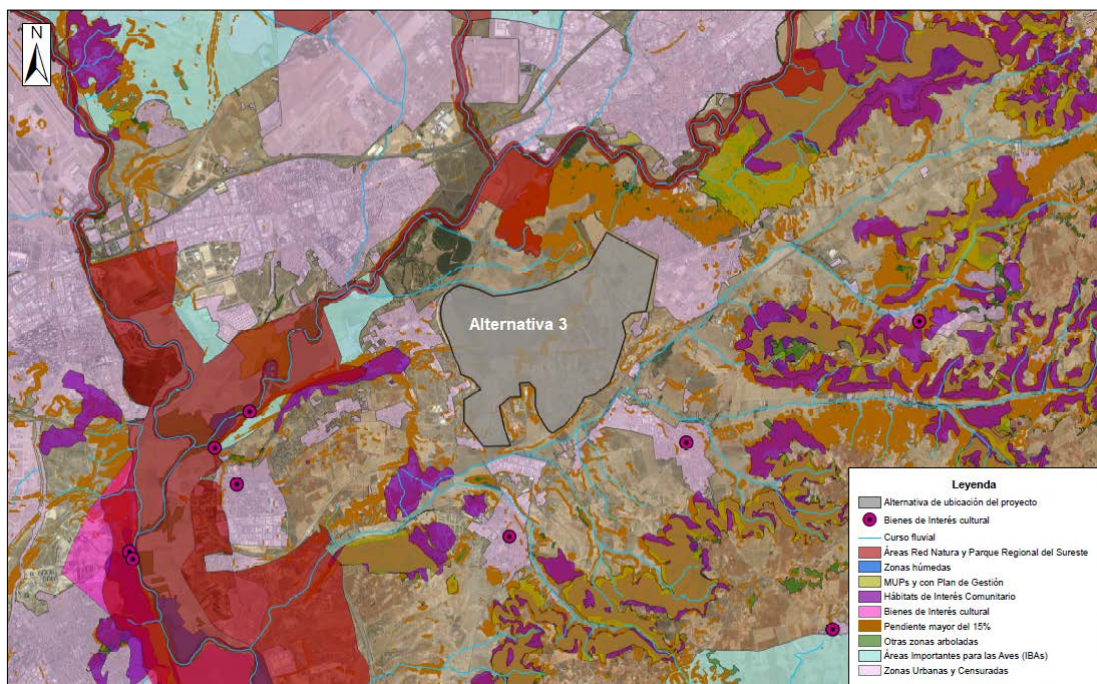 N
Alternativa 3
Leyenda
Alternativa de ubicación del proyecto
Bienes de Interés cultural
Curso fluvial
Áreas Red Natura y Parque Regional del Sureste
Zonas húmedas
MUPs y con Plan de Gestión
Hábitats de Interés Comunitario
Bienes de Interés cultural
Pendiente mayor del 15%
Otras zonas arboladas
Áreas Importantes para las Aves (IBAs)
Zonas Urbanas y Censuradas